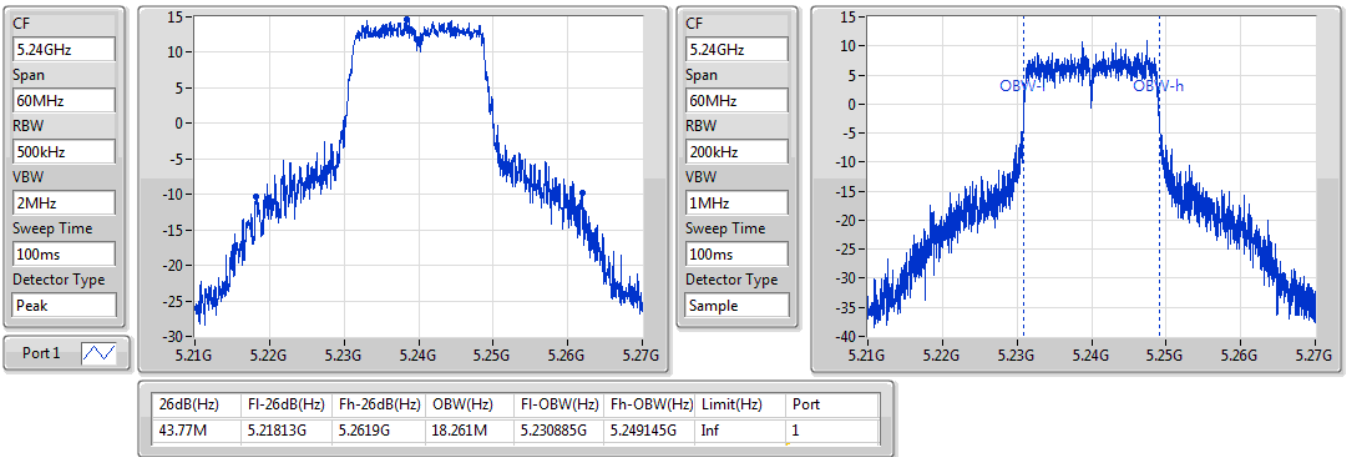 CF
5.24GHz
Span
60MHz
RBW
500kHz
VBW
2MHz
Sweep Time
100ms
Detector Type
Peak
Port 1
15
10
5
0
-5
-10
-15
-20
-25
-30
5.21G 5.22G 5.23G 5.24G 5.25G 5.26G 5.27G
CF
5.24GHz
Span
60MHz
RBW
200kHz
VBW
1MHz
Sweep Time
100ms
Detector Type
Sample
15
10
5
0
-5
-10
-15
-20
-25
-30
-35
-40
OBW-l OBW-h
5.21G 5.22G 5.23G 5.24G 5.25G 5.26G 5.27G
26dB(Hz) Fl-26dB(Hz) Fh-26dB(Hz) OBW(Hz) Fl-OBW(Hz) Fh-OBW(Hz) Limit(Hz) Port
43.77M 5.21813G 5.2619G 18.261M 5.230885G 5.249145G Inf 1